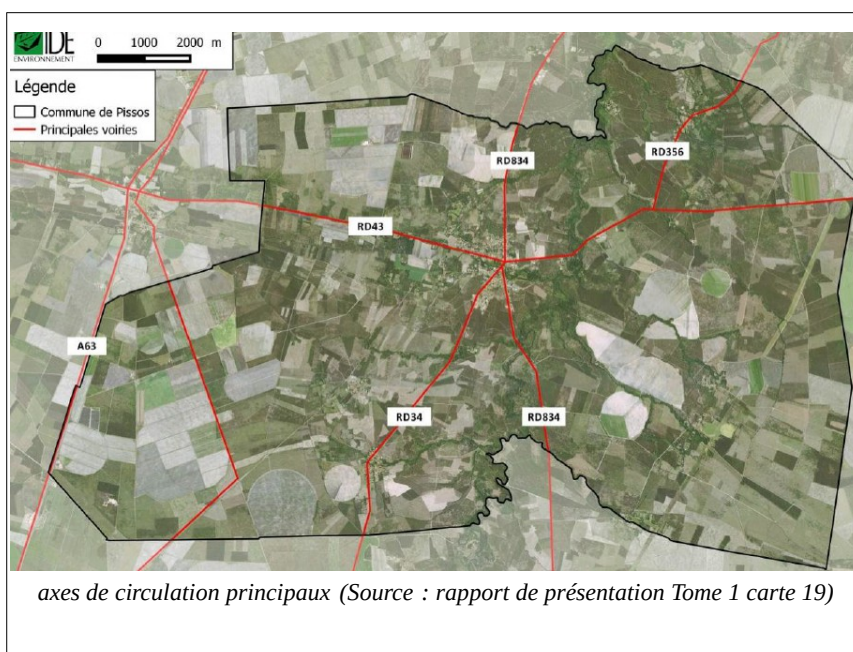 IDE
ENVIRONNEMENT
0 1000 2000 m
Légende
Commune de Pissos
Principales voiries
RD834
RD356
RD43
A63
RD34
RD834
axes de circulation principaux (Source : rapport de présentation Tome 1 carte 19)